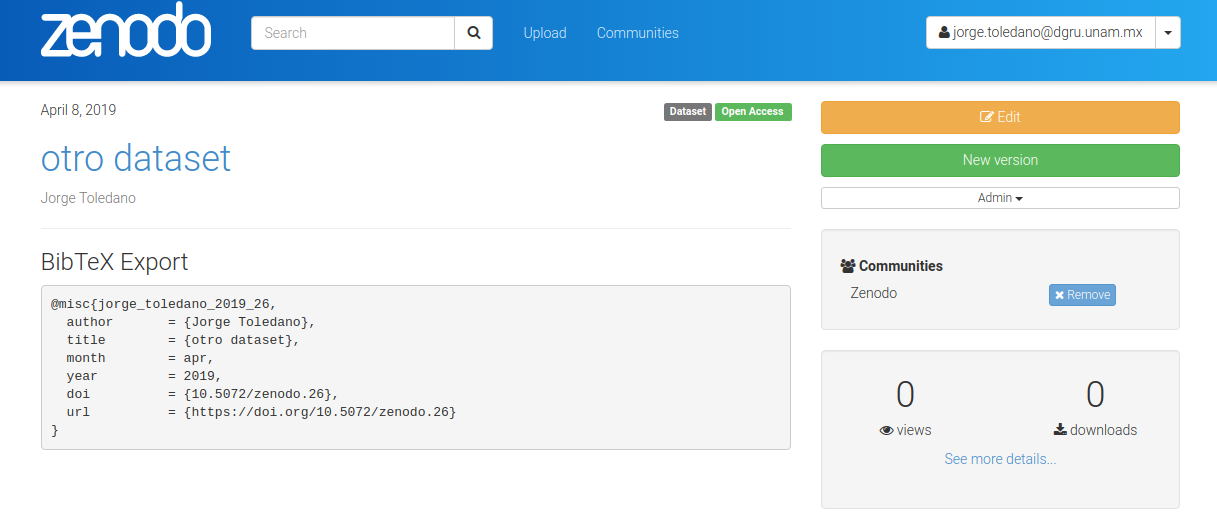 zenodo
Search
Upload
Communities
jorge.toledano@dgru.unam.mx
April 8, 2019
Dataset
Open Access
otro dataset
Jorge Toledano
BibTeX Export
@misc{jorge_toledano_2019_26,
  author       = {Jorge Toledano},
  title        = {otro dataset},
  month        = apr,
  year         = 2019,
  doi          = {10.5072/zenodo.26},
  url          = {https://doi.org/10.5072/zenodo.26}
}
Edit
New version
Admin
Communities
Zenodo
Remove
0
views
0
downloads
See more details...